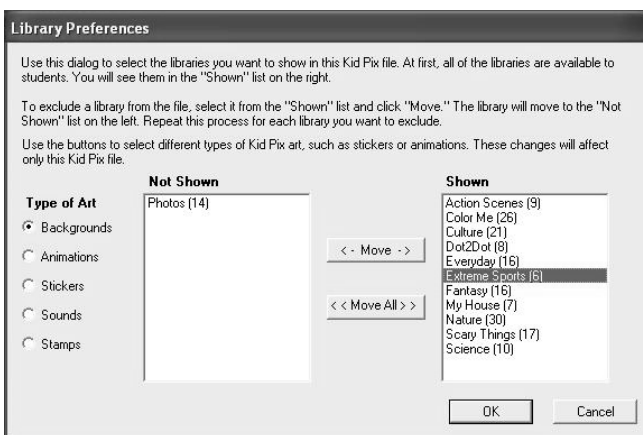 Library Preferences
Use this dialog to select the libraries you want to show in this Kid Pix file. At first, all of the libraries are available to
students. You will see them in the "Shown" list on the right.
To exclude a library from the file, select it from the "Shown" list and click "Move." The library will move to the "Not
Shown" list on the left. Repeat this process for each library you want to exclude.
Use the buttons to select different types of Kid Pix art, such as stickers or animations. These changes will affect
only this Kid Pix file.
Type of Art
Backgrounds
Animations
Stickers
Sounds
Stamps
Not Shown
Photos (14)
< - Move - >
< < Move All > >
Shown
Action Scenes (9)
Color Me (26)
Culture (21)
Dot2Dot (8)
Everyday (16)
Extreme Sports (6)
Fantasy (16)
My House (7)
Nature (30)
Scary Things (17)
Science (10)
OK
Cancel